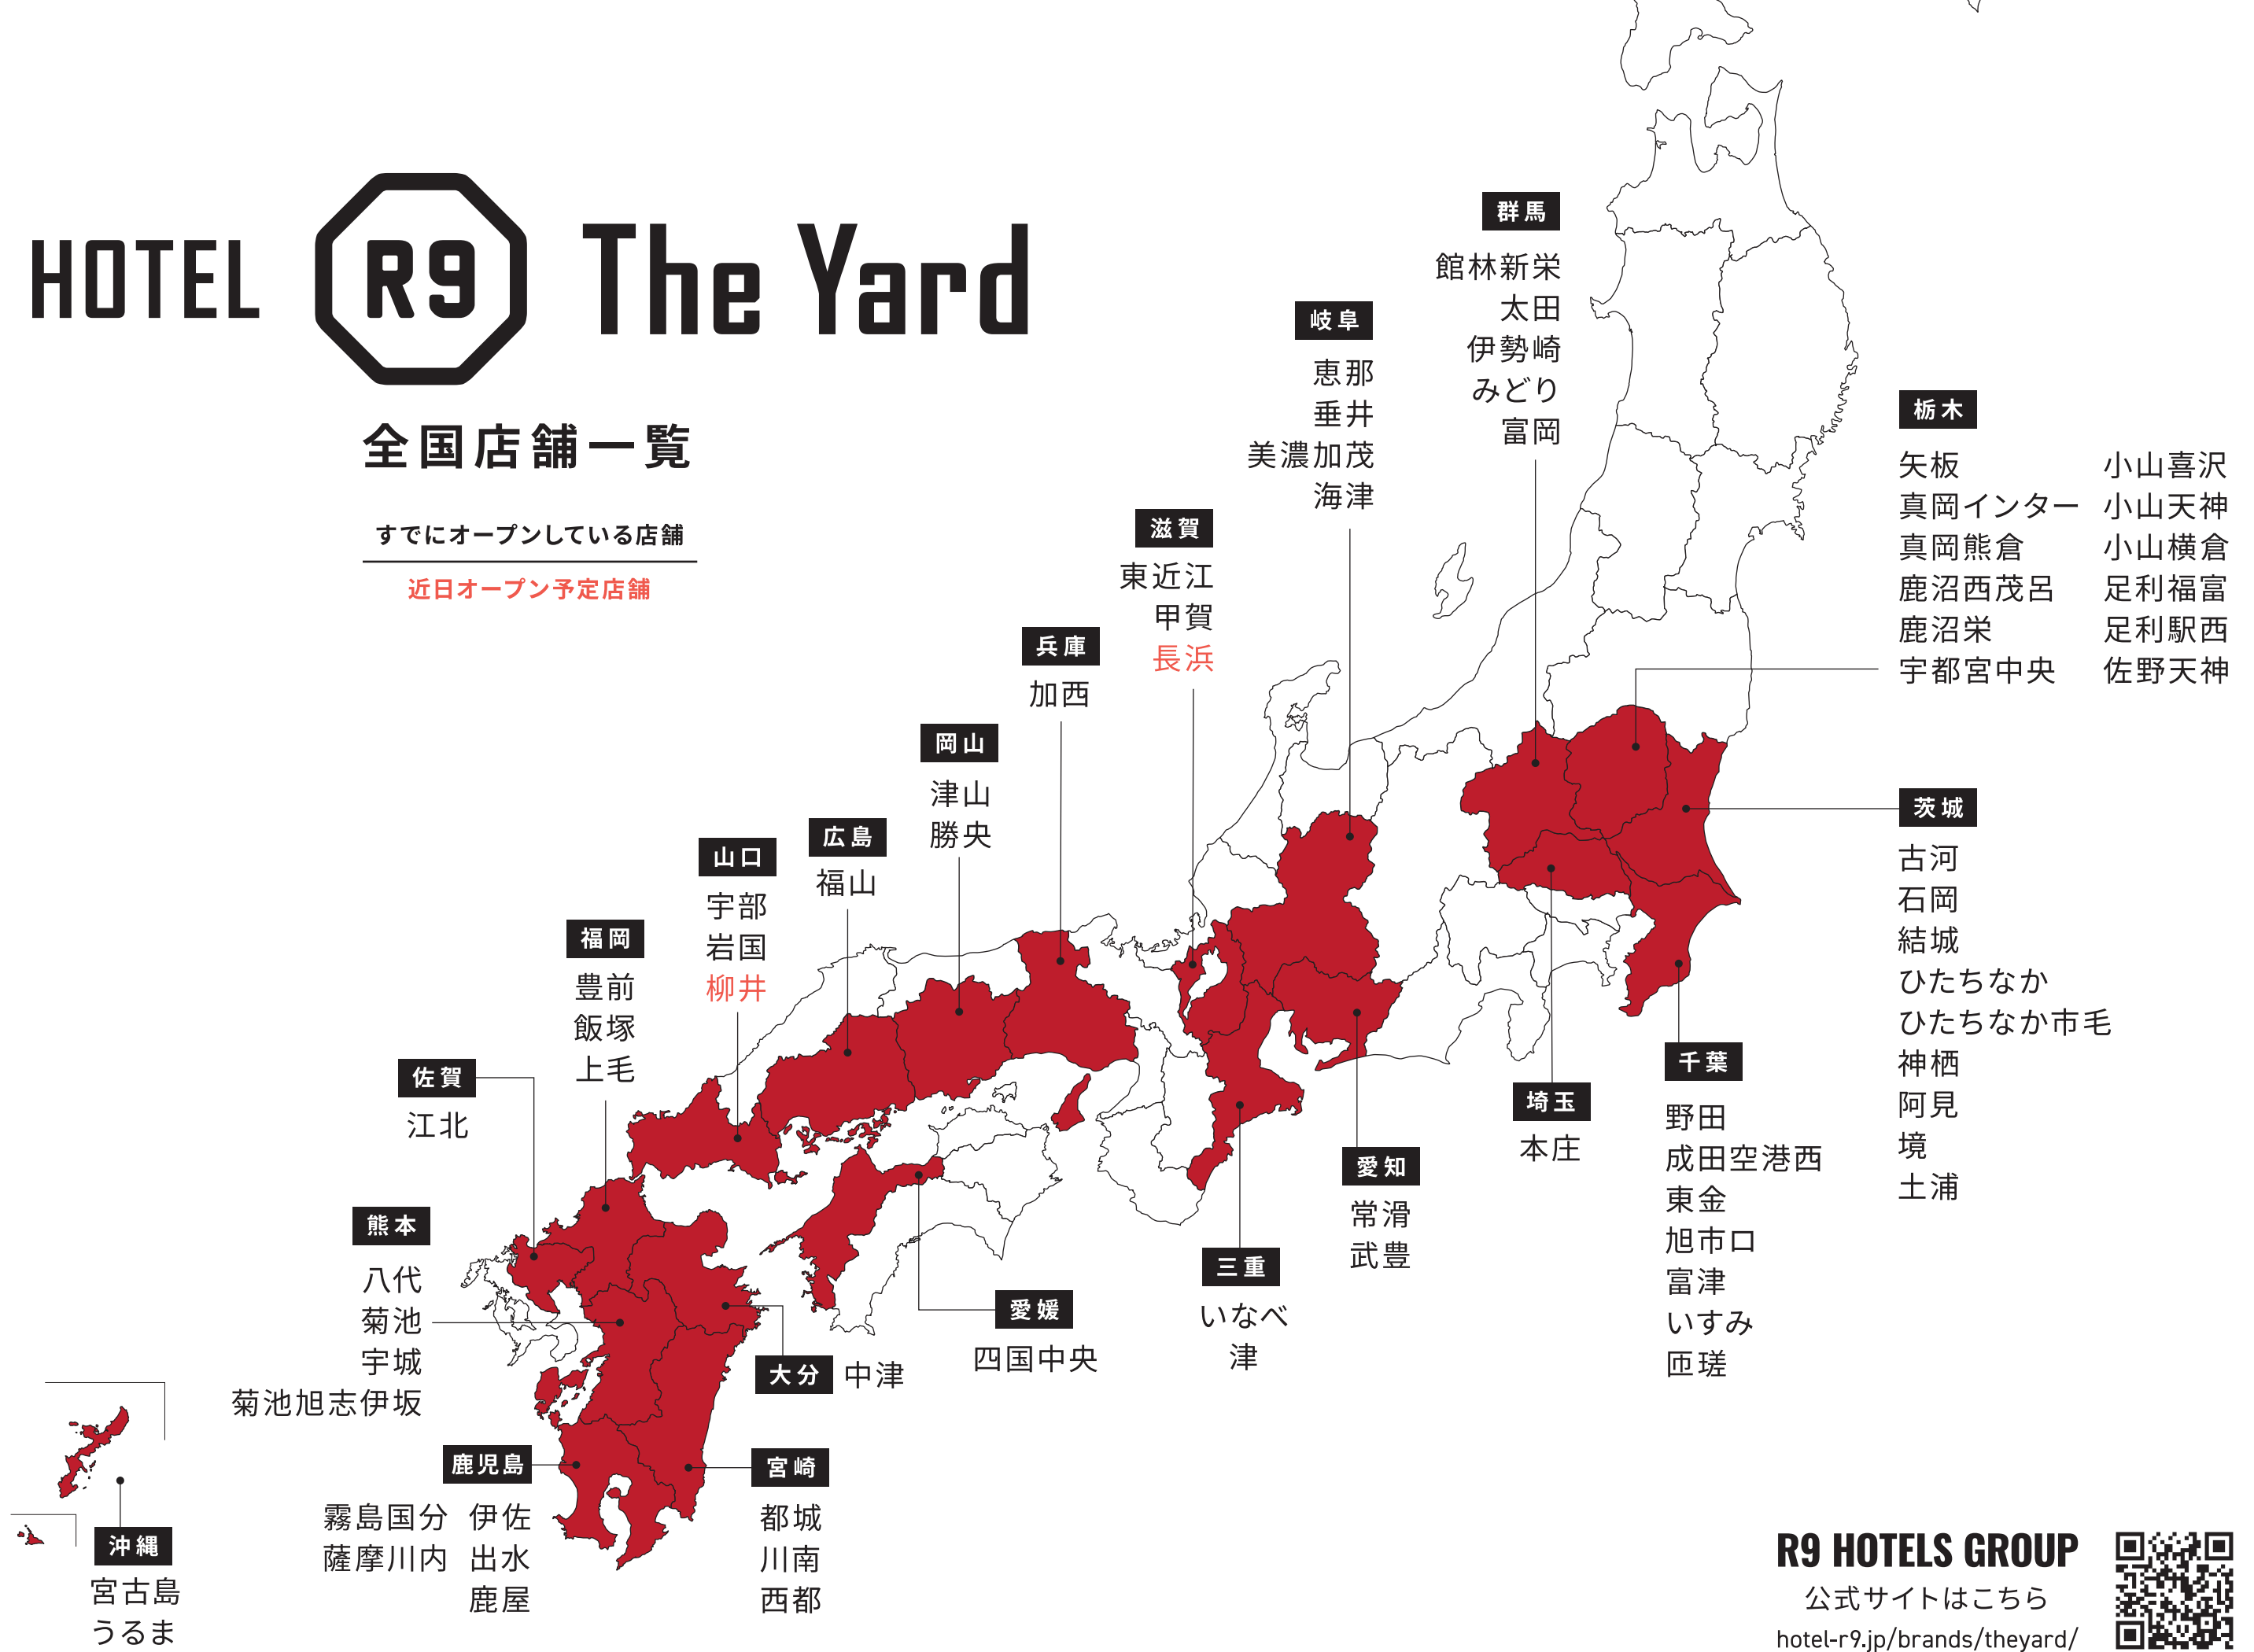 HOTEL R9 The Yard
全国店舗一覧
すでにオープンしている店舗
近日オープン予定店舗
群馬
館林新栄
太田
伊勢崎
みどり
富岡
栃木
矢板
真岡インター
真岡熊倉
鹿沼西茂呂
鹿沼栄
宇都宮中央
小山喜沢
小山天神
小山横倉
足利福富
足利駅西
佐野天神
岐阜
恵那
垂井
美濃加茂
海津
滋賀
東近江
甲賀
長浜
兵庫
加西
岡山
津山
勝央
広島
福山
山口
宇部
岩国
柳井
福岡
豊前
飯塚
上毛
佐賀
江北
熊本
八代
菊池
宇城
菊池旭志伊坂
鹿児島
霧島国分
薩摩川内
伊佐
出水
鹿屋
沖縄
宮古島
うるま
宮崎
都城
川南
西都
大分
中津
愛媛
四国中央
三重
いなべ
津
愛知
常滑
武豊
埼玉
本庄
千葉
野田
成田空港西
東金
旭市口
富津
いすみ
匝瑳
茨城
古河
石岡
結城
ひたちなか
ひたちなか市毛
神栖
阿見
境
土浦
R9 HOTELS GROUP
公式サイトはこちら
hotel-r9.jp/brands/theyard/